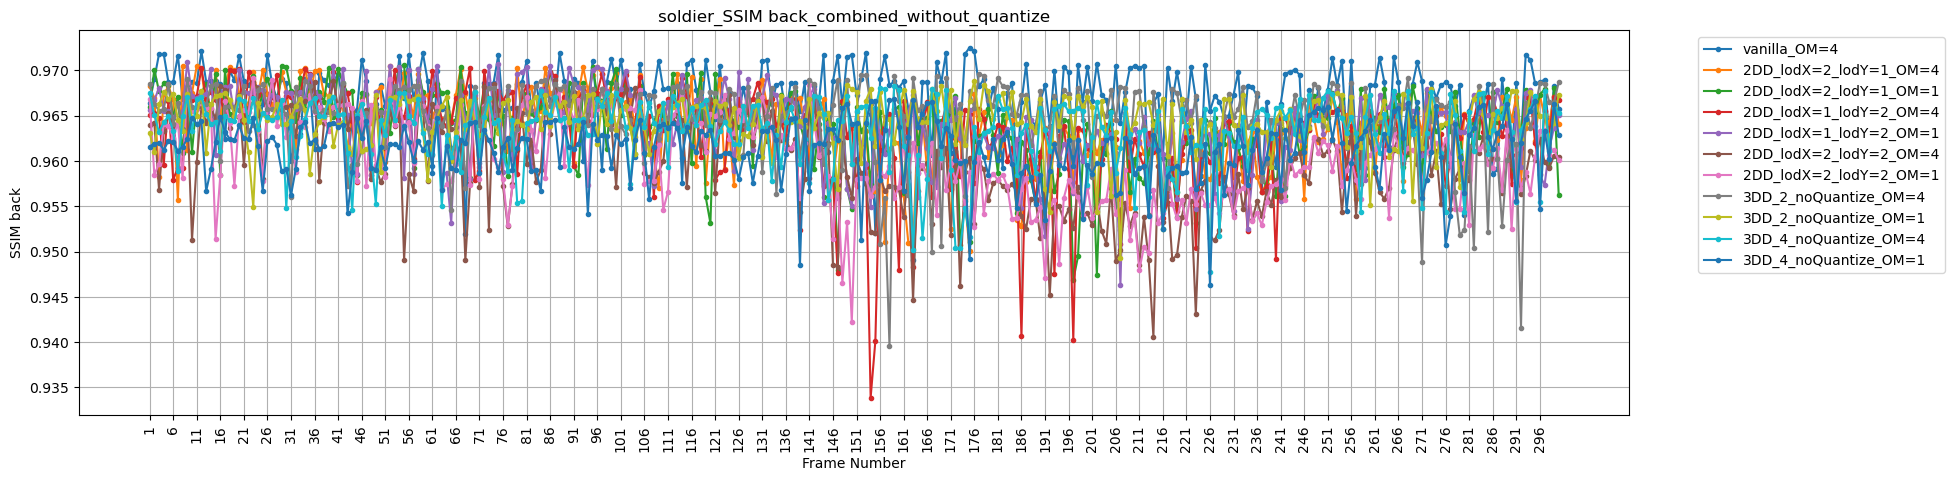 soldier_SSIM back_combined_without_quantize
SSIM back
0.970
0.965
0.960
0.955
0.950
0.945
0.940
0.935
1 6 11 16 21 26 31 36 41 46 51 56 61 66 71 76 81 86 91 96 101 106 111 116 121 126 131 136 141 146 151 156 161 166 171 176 181 186 191 196 201 206 211 216 221 226 231 236 241 246 251 256 261 266 271 276 281 286 291 296
Frame Number
vanilla_OM=4
2DD_lodX=2_lodY=1_OM=4
2DD_lodX=2_lodY=1_OM=1
2DD_lodX=1_lodY=2_OM=4
2DD_lodX=1_lodY=2_OM=1
2DD_lodX=2_lodY=2_OM=4
2DD_lodX=2_lodY=2_OM=1
3DD_2_noQuantize_OM=4
3DD_2_noQuantize_OM=1
3DD_4_noQuantize_OM=4
3DD_4_noQuantize_OM=1